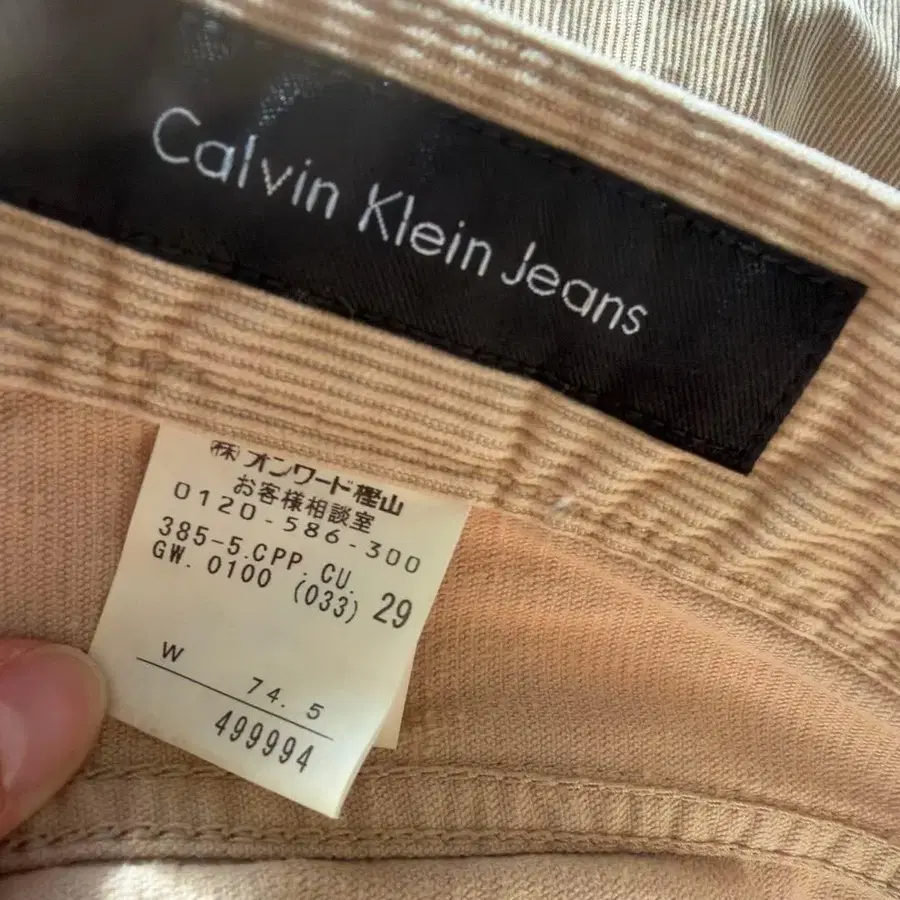 Calvin Klein Jeans
㈱オンワード樫山
お客様相談室
0120-586-300
385-5.CPP.CU.
GW.0100 (033) 29
W 74.5
499994